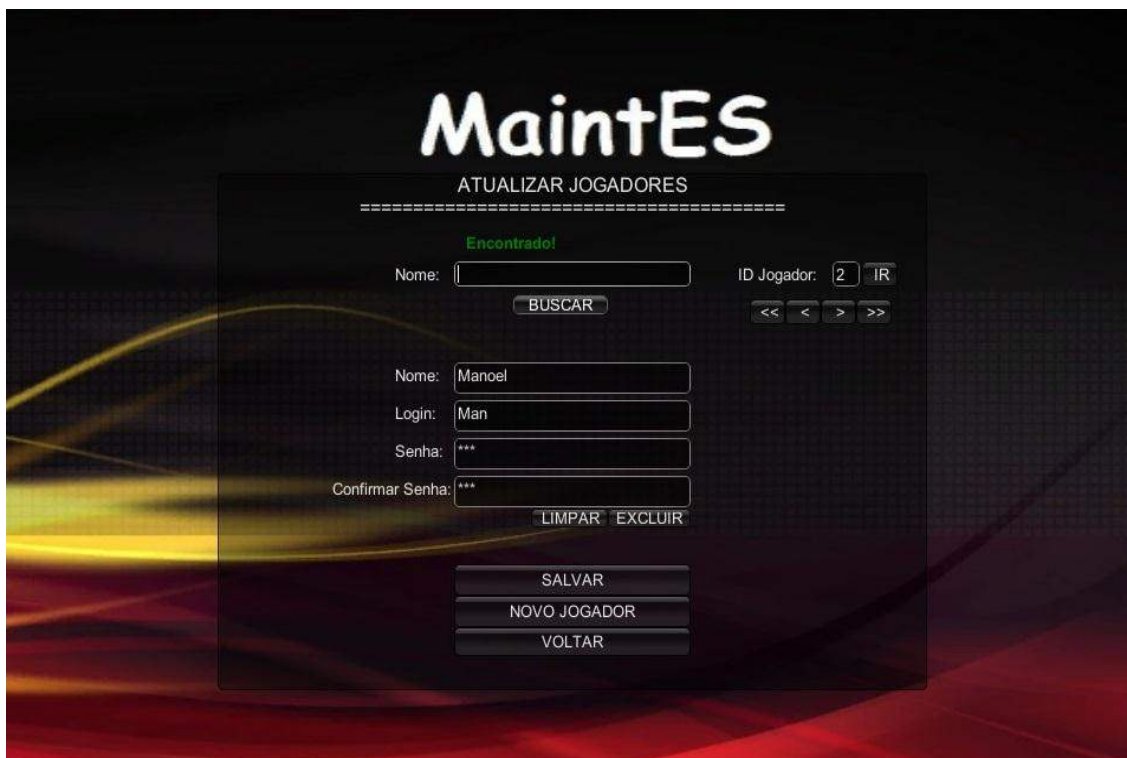 MaintES
ATUALIZAR JOGADORES
========================================
Encontrado!
Nome: ID Jogador: 2 IR
BUSCAR << < > >>
Nome: Manoel
Login: Man
Senha: ***
Confirmar Senha: ***
LIMPAR EXCLUIR
SALVAR
NOVO JOGADOR
VOLTAR